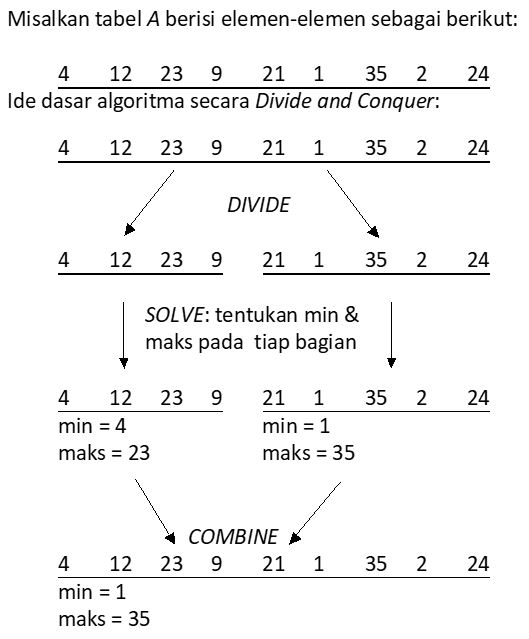 Misalkan tabel A berisi elemen-elemen sebagai berikut:
4 12 23 9 21 1 35 2 24
Ide dasar algoritma secara Divide and Conquer:
4 12 23 9 21 1 35 2 24
DIVIDE
4 12 23 9 21 1 35 2 24
SOLVE: tentukan min &
maks pada tiap bagian
4 12 23 9 21 1 35 2 24
min = 4 min = 1
maks = 23 maks = 35
COMBINE
4 12 23 9 21 1 35 2 24
min = 1
maks = 35